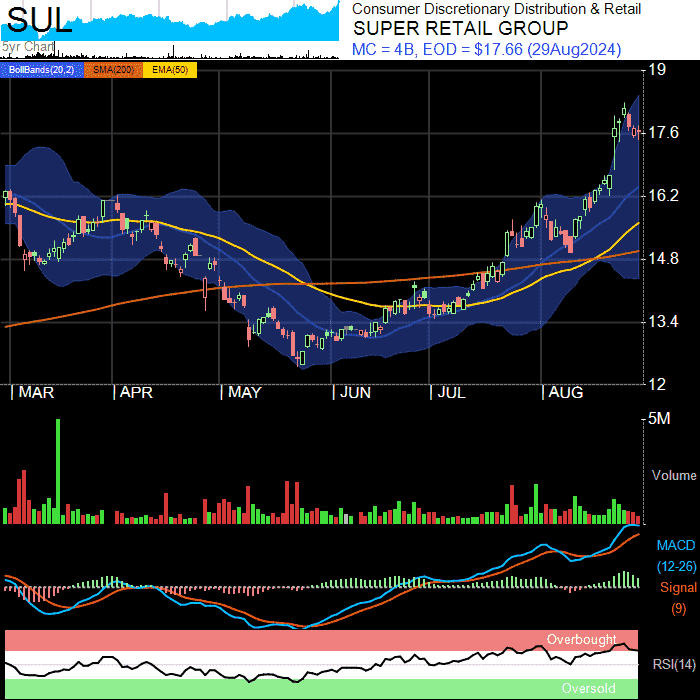 SUL
5yr Chart
Consumer Discretionary Distribution & Retail
SUPER RETAIL GROUP
MC = 4B, EOD = $17.66 (29Aug2024)
BollBands(20,2) SMA(200) EMA(50)
19
17.6
16.2
14.8
13.4
12
MAR APR MAY JUN JUL AUG
5M
Volume
MACD
(12-26)
Signal
(9)
Overbought
RSI(14)
Oversold